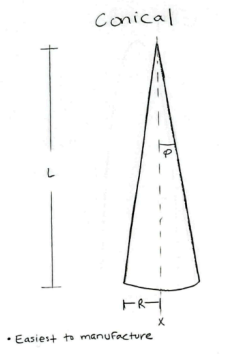 Conical
φ
L
R
x
• Easiest to manufacture